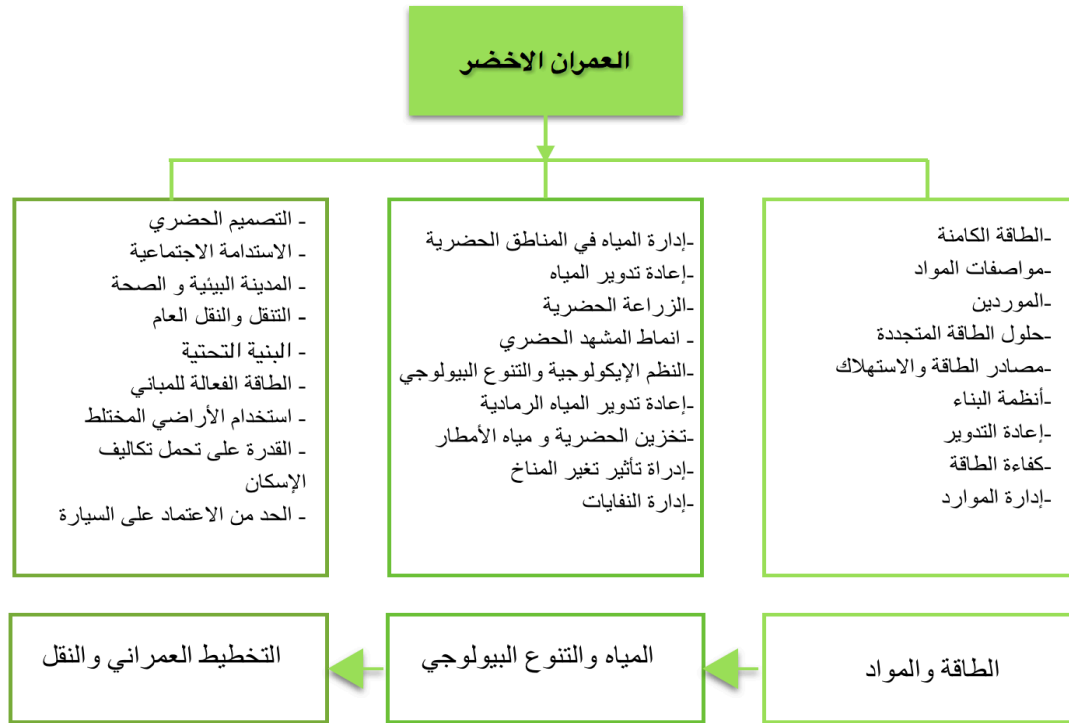 العمران الاخضر
-الطاقة الكامنة
-مواصفات المواد
-الموردين
- حلول الطاقة المتجددة
-مصادر الطاقة والاستهلاك
-أنظمة البناء
-إعادة التدوير
-كفاءة الطاقة
-إدارة الموارد
-إدارة المياه في المناطق الحضرية
-إعادة تدوير المياه
-الزراعة الحضرية
- انماط المشهد الحضري
-النظم الإيكولوجية والتنوع البيولوجي
-إعادة تدوير المياه الرمادية
-تخزين الحضرية و مياه الأمطار
-إدراة تأثير تغير المناخ
-إدارة النفايات
- التصميم الحضري
- الاستدامة الاجتماعية
- المدينة البيئية و الصحة
- التنقل والنقل العام
- البنية التحتية
- الطاقة الفعالة للمباني
- استخدام الأراضي المختلط
- القدرة على تحمل تكاليف
الإسكان
- الحد من الاعتماد على السيارة
الطاقة والمواد
المياه والتنوع البيولوجي
التخطيط العمراني والنقل